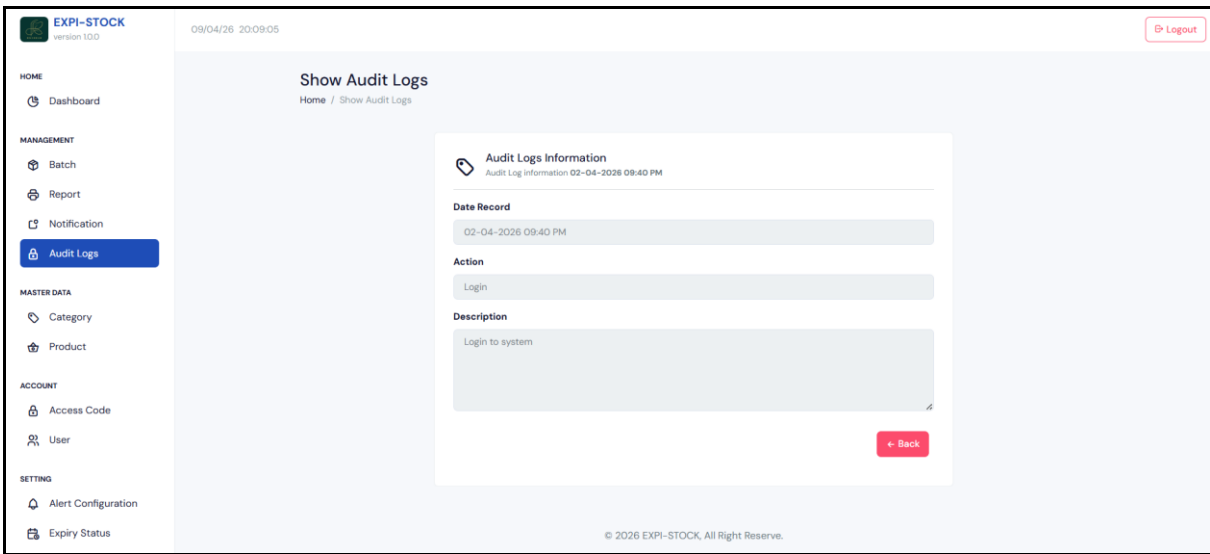 EXPI-STOCK
version 1.0.0
09/04/26 20:09:05
Logout
HOME
Dashboard
MANAGEMENT
Batch
Report
Notification
Audit Logs
MASTER DATA
Category
Product
ACCOUNT
Access Code
User
SETTING
Alert Configuration
Expiry Status
Show Audit Logs
Home / Show Audit Logs
Audit Logs Information
Audit Log information 02-04-2026 09:40 PM
Date Record
02-04-2026 09:40 PM
Action
Login
Description
Login to system
← Back
© 2026 EXPI-STOCK, All Right Reserve.